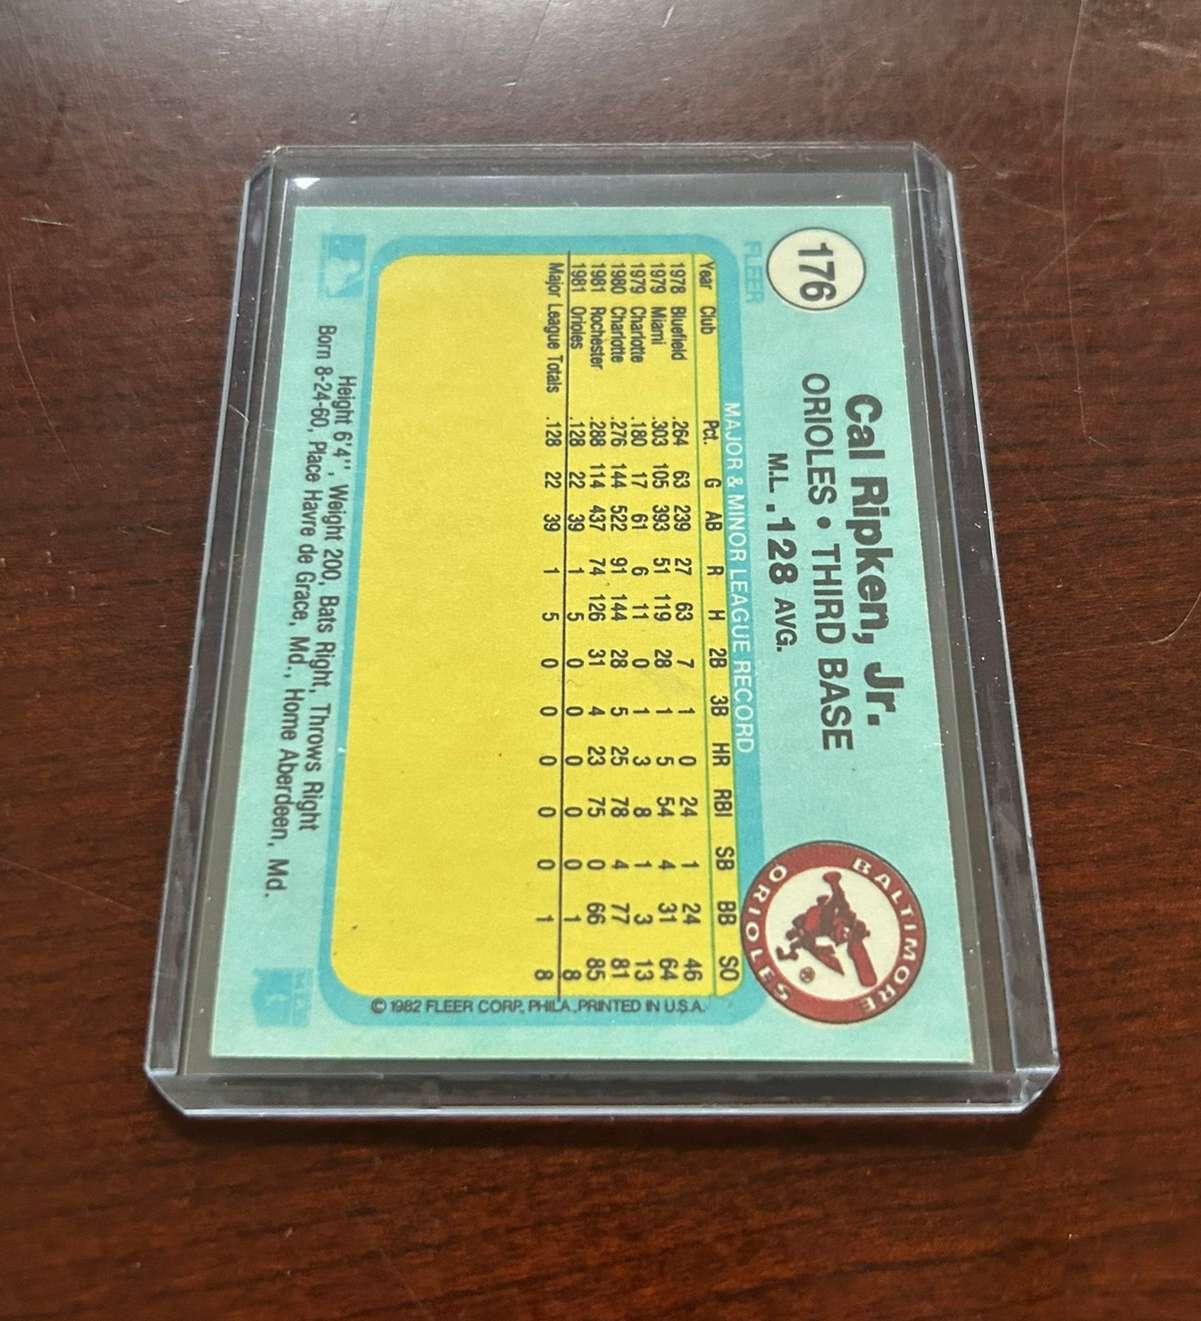 176
Cal Ripken, Jr.
ORIOLES • THIRD BASE
M.L. .128 AVG.
BALTIMORE
ORIOLES
®
FLEER
MAJOR & MINOR LEAGUE RECORD
Year Club Pct. G AB R H 2B 3B HR RBI SB BB SO
1978 Bluefield .264 63 239 27 63 7 1 0 24 1 24 46
1979 Miami .303 105 393 51 119 28 1 5 54 4 31 64
1979 Charlotte .180 17 61 6 11 0 1 3 8 1 3 13
1980 Charlotte .276 144 522 91 144 28 5 25 78 4 77 81
1981 Rochester .288 114 437 74 126 31 4 23 75 0 66 85
1981 Orioles .128 22 39 1 5 0 0 0 0 0 1 8
Major League Totals .128 22 39 1 5 0 0 0 0 0 1 8
© 1982 FLEER CORP. PHILA. PRINTED IN U.S.A.
Height 6'4'', Weight 200, Bats Right, Throws Right
Born 8-24-60, Place Havre de Grace, Md., Home Aberdeen, Md.